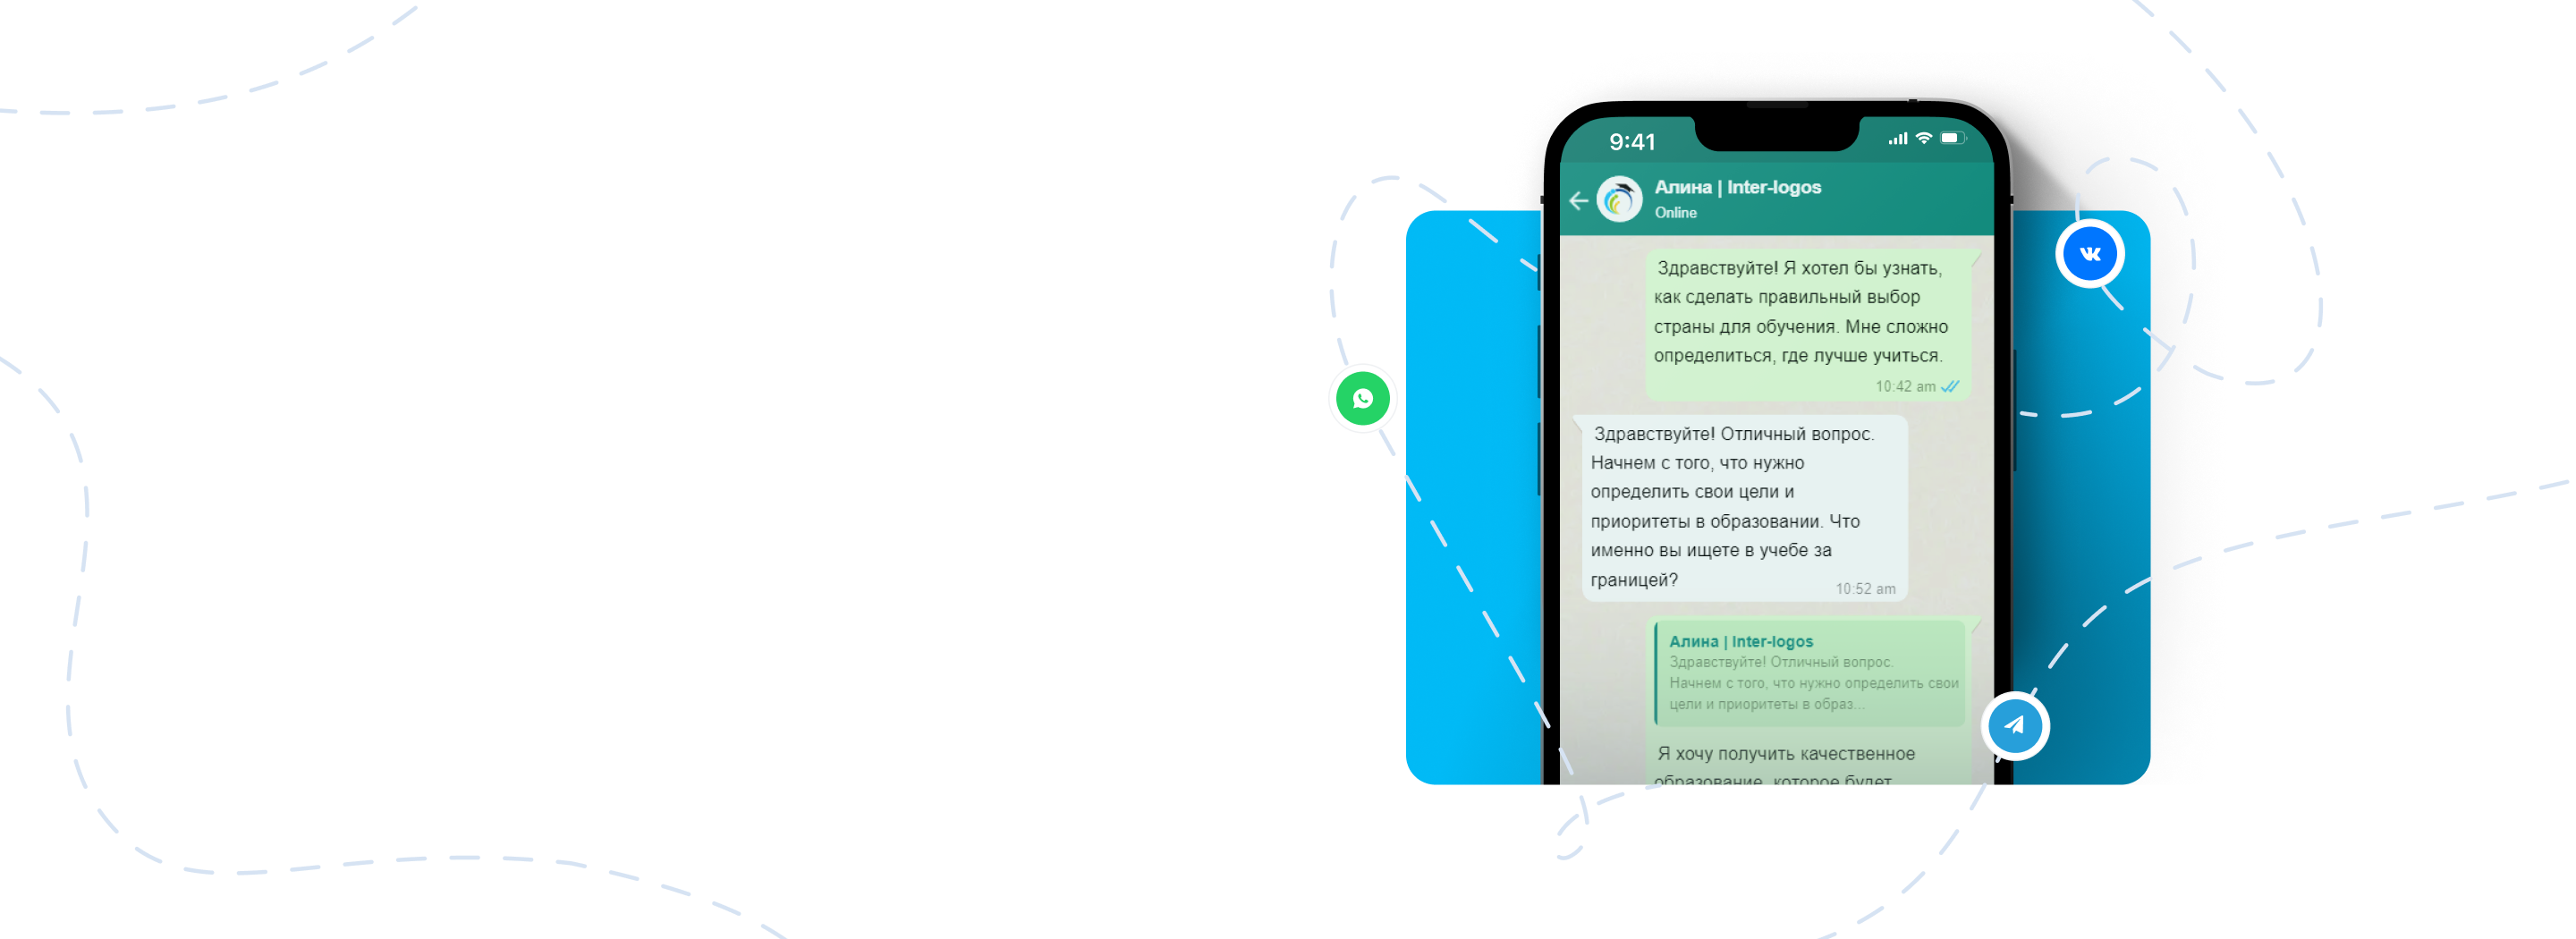 9:41
Алина | Inter-logos
Online
Здравствуйте! Я хотел бы узнать,
как сделать правильный выбор
страны для обучения. Мне сложно
определиться, где лучше учиться.
10:42 am
Здравствуйте! Отличный вопрос.
Начнем с того, что нужно
определить свои цели и
приоритеты в образовании. Что
именно вы ищете в учебе за
границей?
10:52 am
Алина | Inter-logos
Здравствуйте! Отличный вопрос.
Начнем с того, что нужно определить свои
цели и приоритеты в образ...
Я хочу получить качественное
образование, которое будет